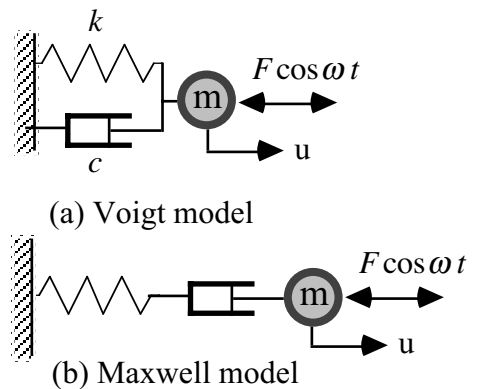 k
m
F cos ω t
c
u
(a) Voigt model
m
F cos ω t
u
(b) Maxwell model